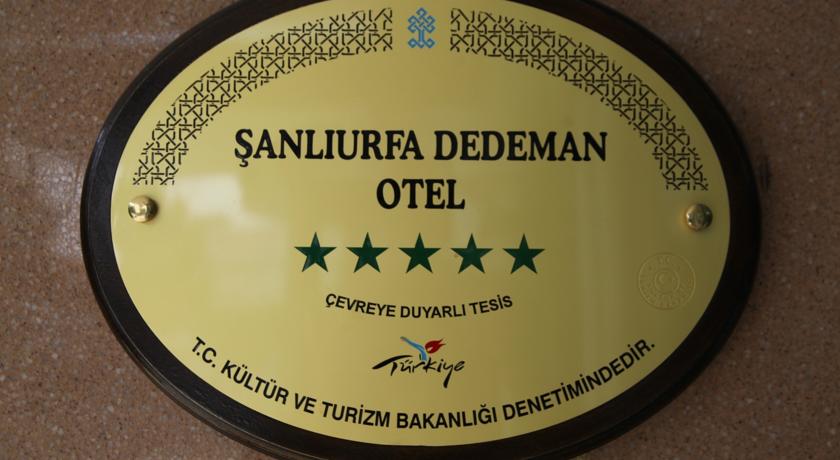 ŞANLIURFA DEDEMAN
OTEL
ÇEVREYE DUYARLI TESİS
Türkiye
T.C. KÜLTÜR VE TURİZM BAKANLIĞI DENETİMİNDEDİR.